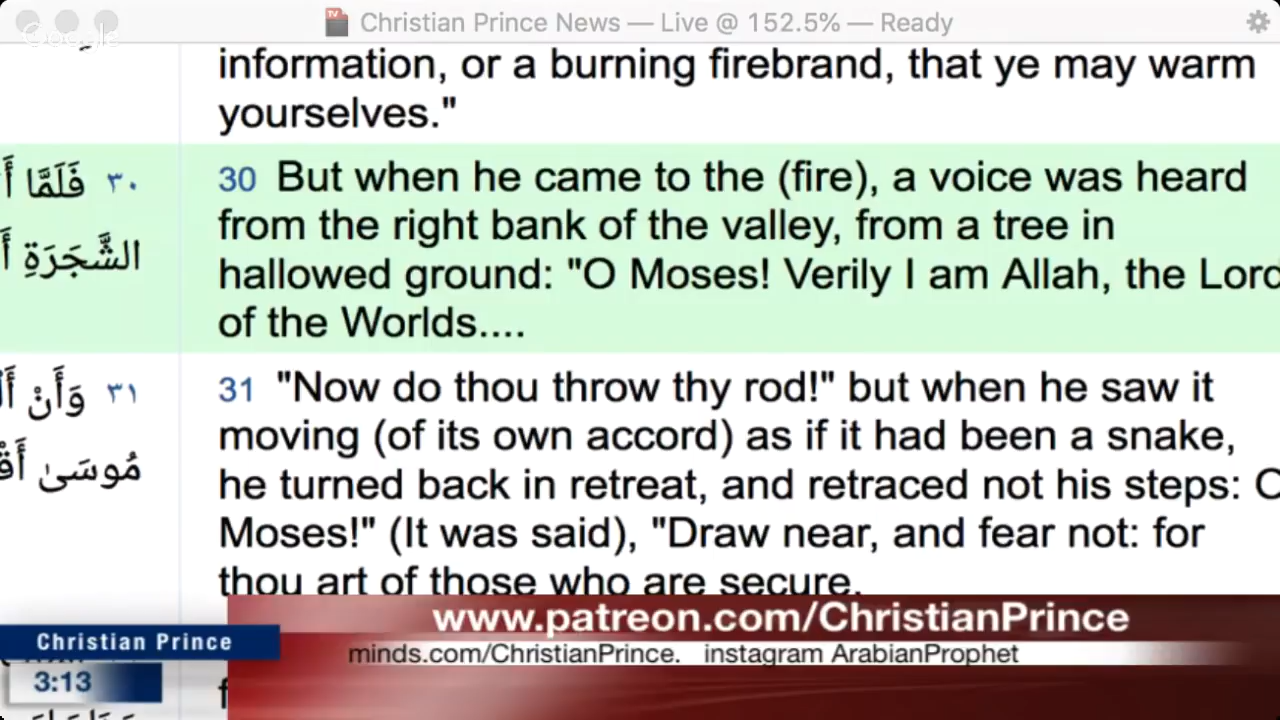 Christian Prince News — Live @ 152.5% — Ready
Google
information, or a burning firebrand, that ye may warm
yourselves."
فَلَمَّا ٣٠
30 But when he came to the (fire), a voice was heard
from the right bank of the valley, from a tree in
الشَّجَرَةِ
hallowed ground: "O Moses! Verily I am Allah, the Lord
of the Worlds....
وَأَنْ ٣١
31 "Now do thou throw thy rod!" but when he saw it
moving (of its own accord) as if it had been a snake,
مُوسَىٰ
he turned back in retreat, and retraced not his steps: O
Moses!" (It was said), "Draw near, and fear not: for
thou art of those who are secure.
www.patreon.com/ChristianPrince
Christian Prince
minds.com/ChristianPrince. instagram ArabianProphet
3:13